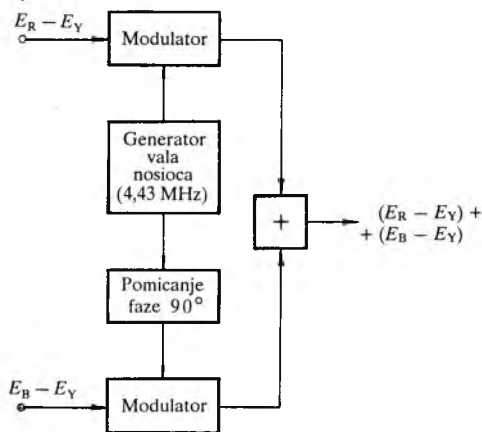 E_R − E_Y
Modulator
Generator
vala
nosioca
(4,43 MHz)
+
(E_R − E_Y) +
+ (E_B − E_Y)
Pomicanje
faze 90°
E_B − E_Y
Modulator